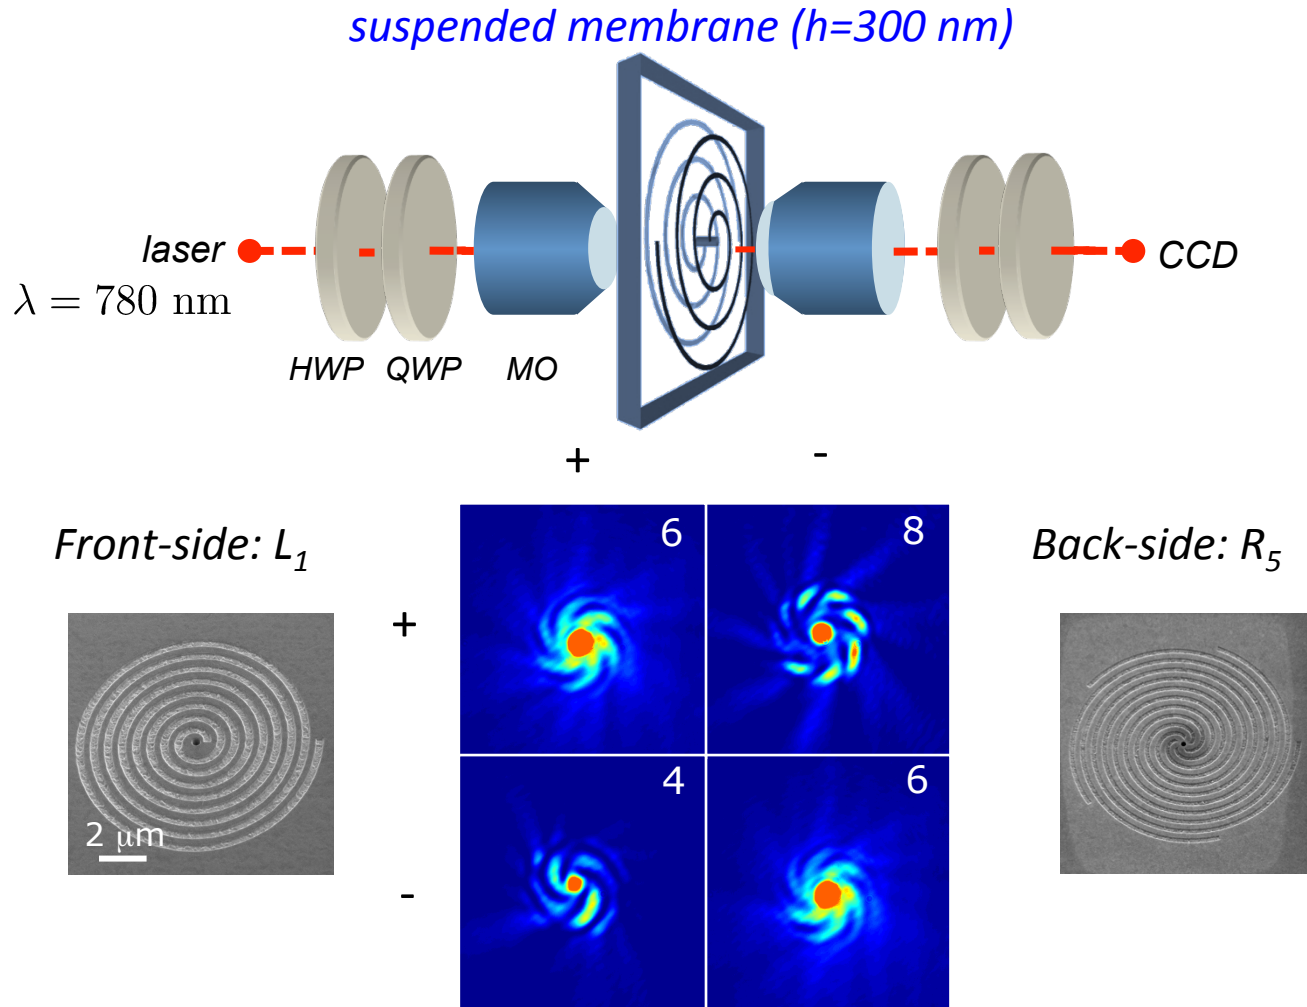 suspended membrane (h=300 nm)
laser
λ = 780 nm
HWP
QWP
MO
CCD
+
-
Front-side: L₁
Back-side: R₅
+
6
8
2 μm
-
4
6